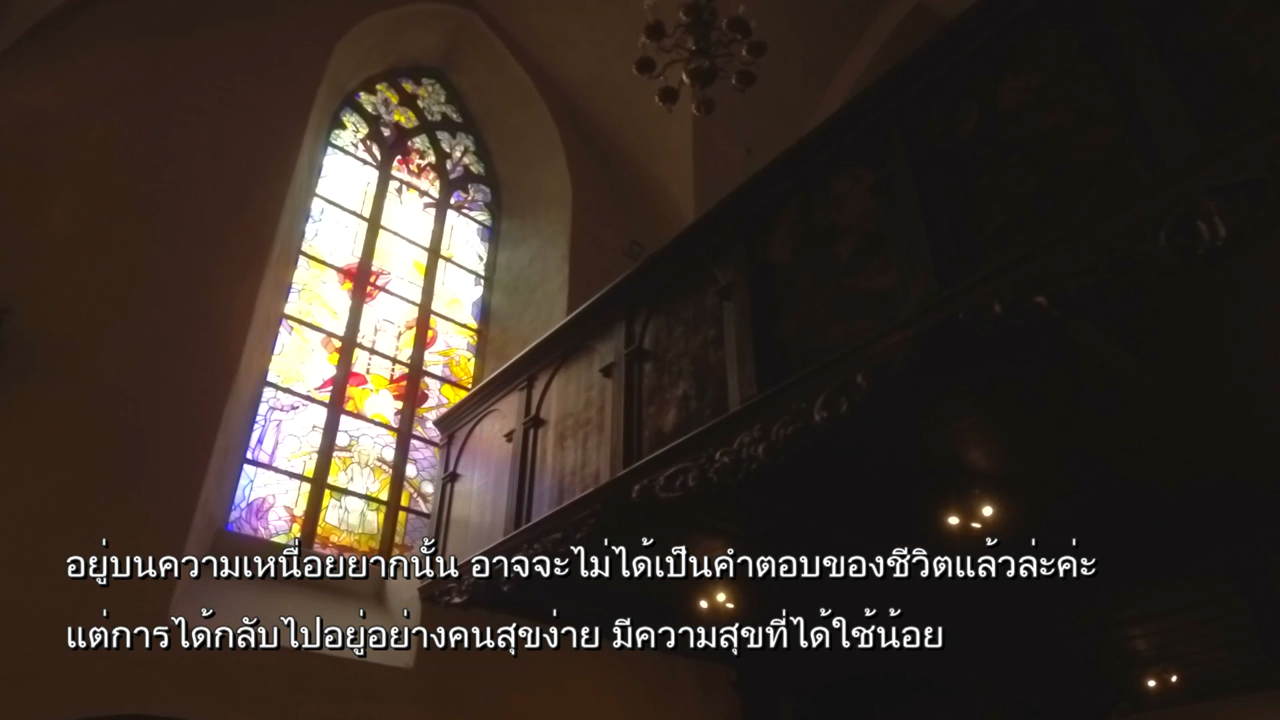 อยู่บนความเหนื่อยยากนั้น อาจจะไม่ได้เป็นคำตอบของชีวิตแล้วล่ะค่ะ
แต่การได้กลับไปอยู่อย่างคนสุขง่าย มีความสุขที่ได้ใช้น้อย